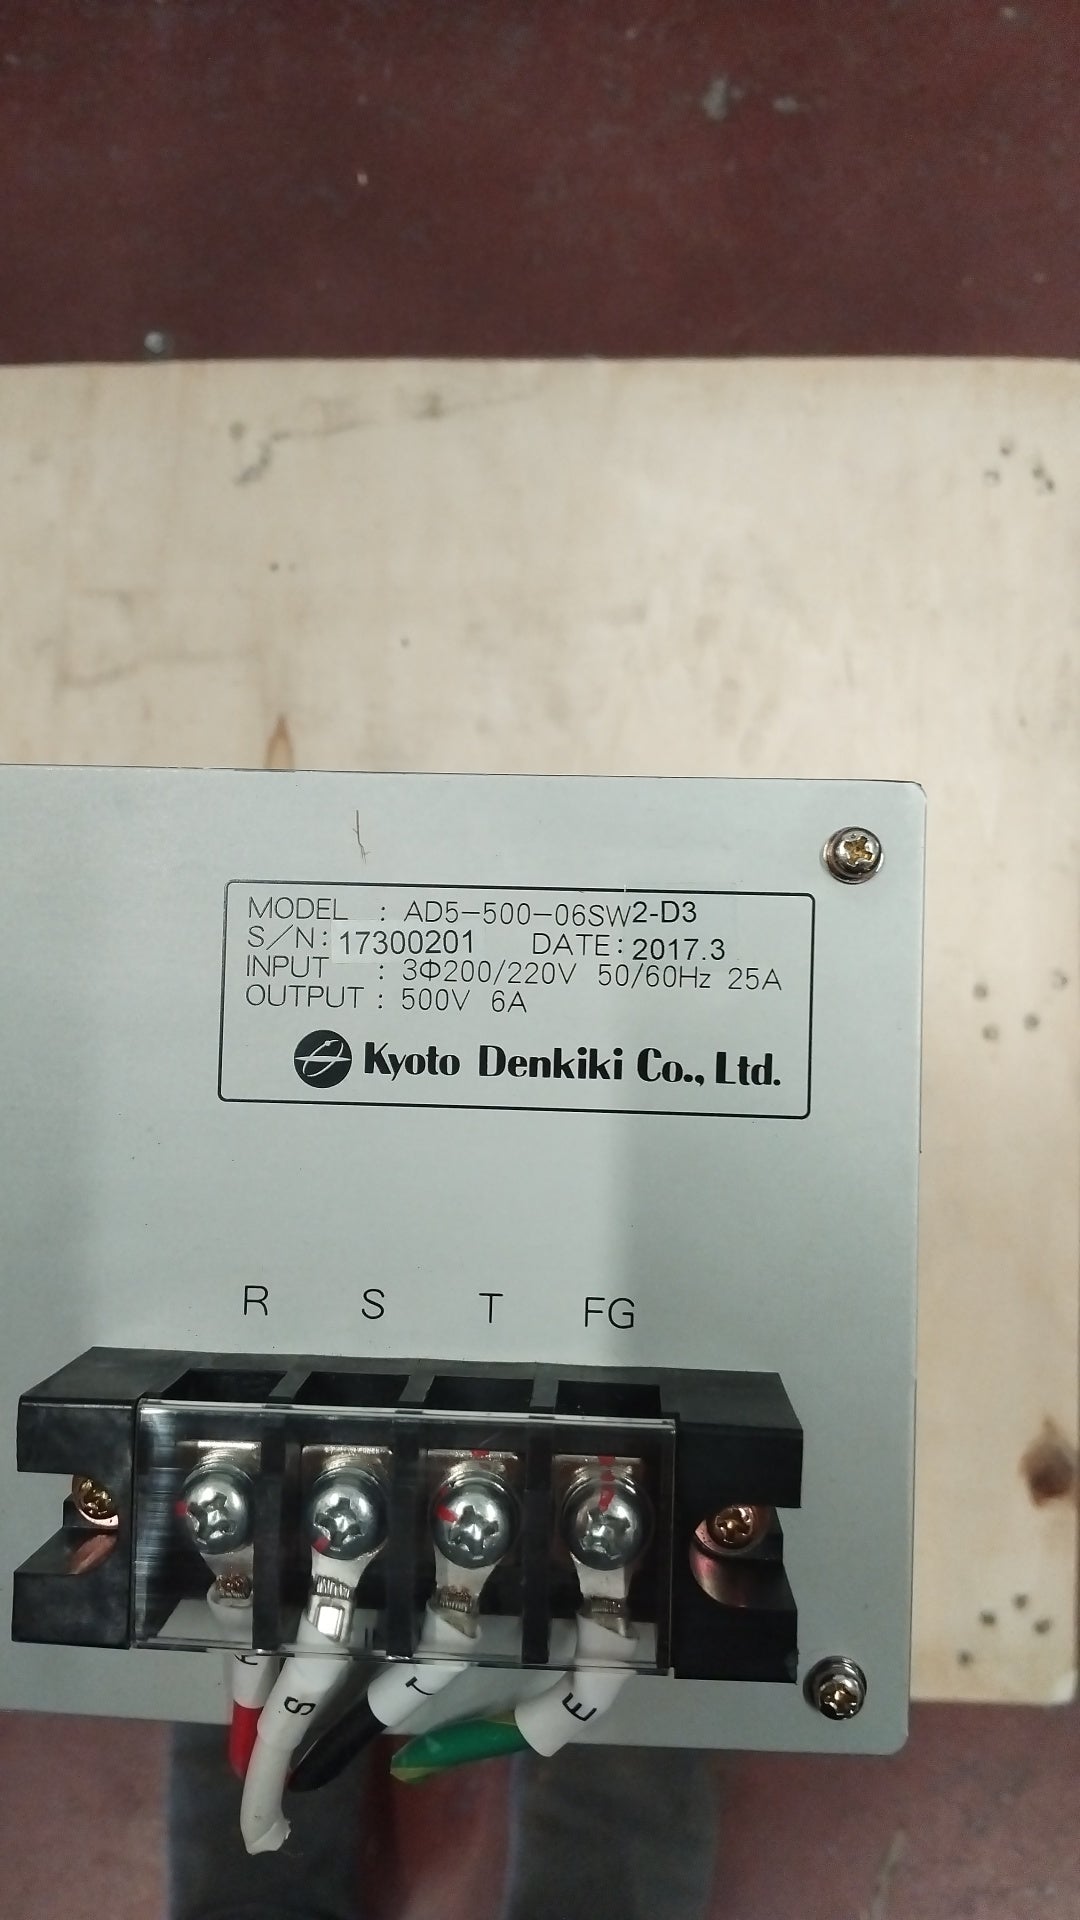 MODEL : AD5-500-06SW2-D3
S/N: 17300201 DATE: 2017.3
INPUT : 3Φ200/220V 50/60Hz 25A
OUTPUT : 500V 6A
Kyoto Denkiki Co., Ltd.
R S T FG
S T E